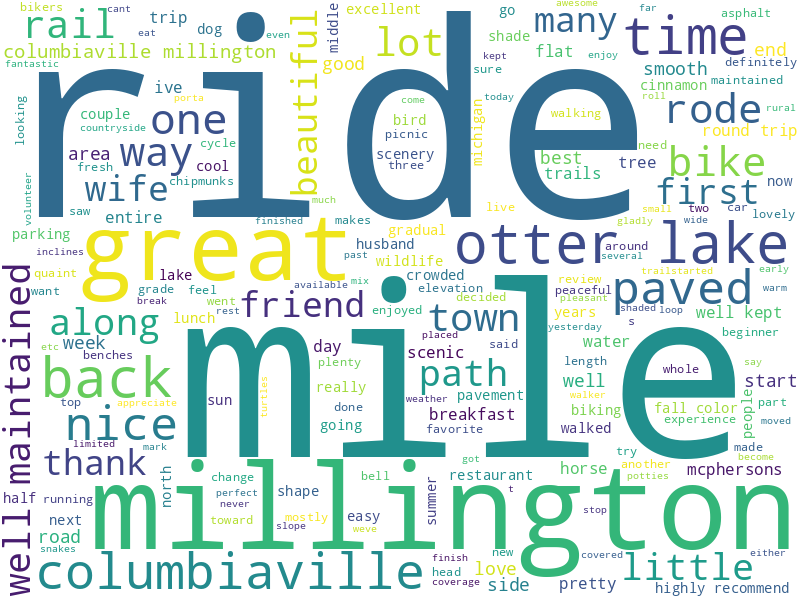 bikers
cant
rail
trip
dog
eat
even
fantastic
columbiaville millington
ride
middle
excellent
many
lot
shade
good
go
awesome
far
asphalt
flat
enjoy
time
end
kept
sure
smooth
definitely
maintained
cinnamon
roll
rural
looking
ive
porta
couple
countryside
one
cycle
beautiful
come
today
bird
picnic
walking
rode
round trip
area
way
fresh
cool
scenery
three
michigan
best
trails
tree
need
bike
wife
chipmunks
saw
volunteer
entire
much
finished
makes
live
first
now
small
two
car
lovely
wide
gladly
parking
inclines
great
gradual
husband
past
wildlife
otter lake
around
several
quaint
want
lake
grade
feel
available
mix
crowded
elevation
peaceful
review
trailstarted
early
pleasant
warm
paved
break
went
rest
friend
enjoyed
decided
years
yesterday
shaded
s
loop
well kept
well maintained
along
week
lunch
town
placed
said
water
beginner
etc
benches
day
scenic
length
whole
say
back
mile
plenty
path
pavement
well
start
top
sun
turtles
really
weather
biking
walker
fall color
part
appreciate
done
breakfast
experience
people
moved
nice
going
favorite
walked
limited
mark
try
made
thank
north
bell
got
restaurant
horse
another
potties
become
mcphersons
half
running
change
shape
perfect
never
summer
t
millington
next
road
toward
mostly
easy
slope
weve
stop
covered
either
snakes
new
columbiaville
finish
head
coverage
love
side
pretty
little
highly recommend